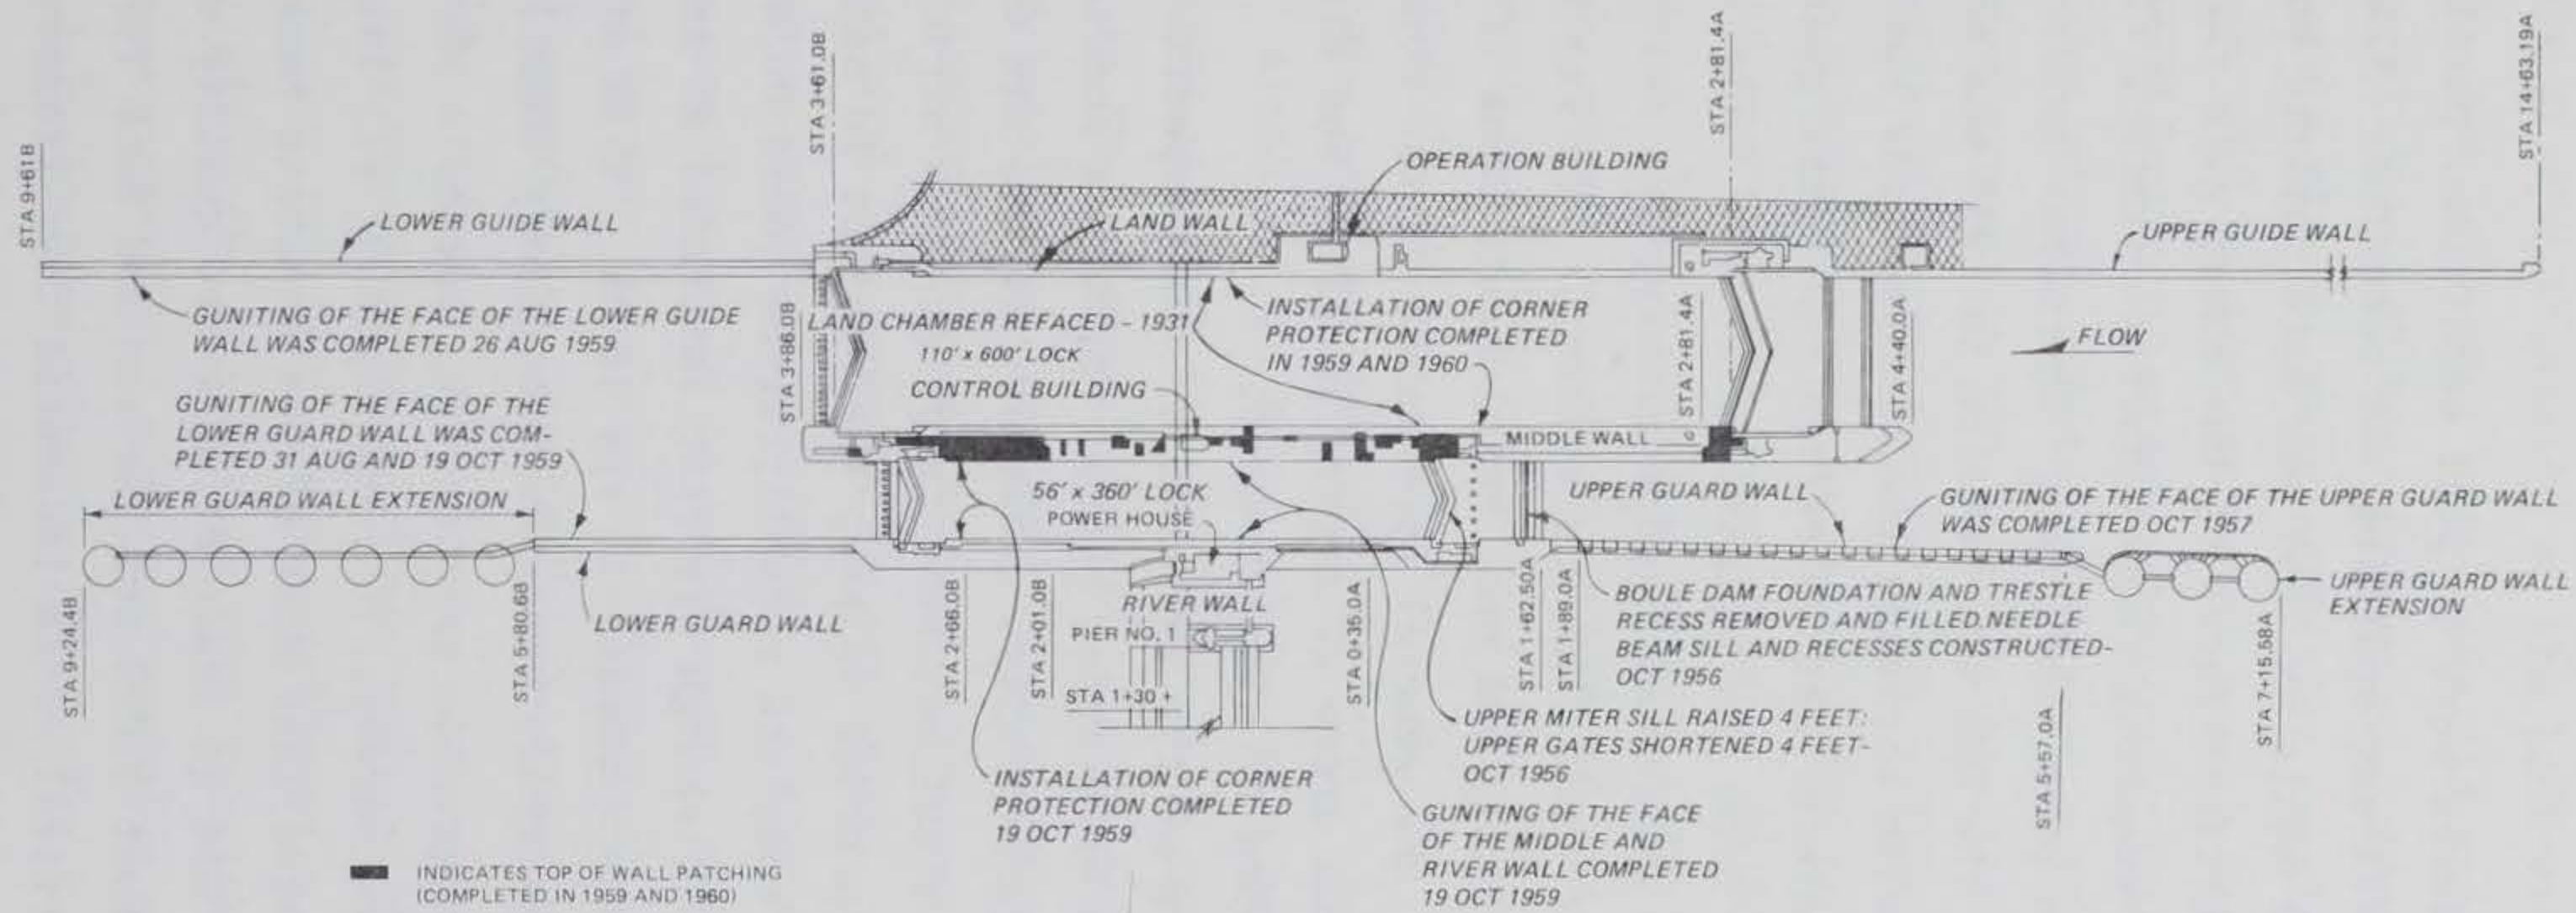 STA 9+61B
STA 3+61.0B
STA 2+81.4A
STA 14+63.19A
OPERATION BUILDING
LOWER GUIDE WALL
LAND WALL
UPPER GUIDE WALL
GUNITING OF THE FACE OF THE LOWER GUIDE
WALL WAS COMPLETED 26 AUG 1959
STA 3+86.0B
LAND CHAMBER REFACED - 1931
110' x 600' LOCK
INSTALLATION OF CORNER
PROTECTION COMPLETED
IN 1959 AND 1960
STA 2+81.4A
STA 4+40.0A
FLOW
CONTROL BUILDING
GUNITING OF THE FACE OF THE
LOWER GUARD WALL WAS COM-
PLETED 31 AUG AND 19 OCT 1959
MIDDLE WALL
LOWER GUARD WALL EXTENSION
56' x 360' LOCK
POWER HOUSE
UPPER GUARD WALL
GUNITING OF THE FACE OF THE UPPER GUARD WALL
WAS COMPLETED OCT 1957
STA 9+24.4B
STA 5+80.6B
LOWER GUARD WALL
STA 2+66.0B
STA 2+01.0B
RIVER WALL
PIER NO. 1
STA 1+30 +
STA 0+35.0A
STA 1+62.50A
STA 1+89.0A
BOULE DAM FOUNDATION AND TRESTLE
RECESS REMOVED AND FILLED. NEEDLE
BEAM SILL AND RECESSES CONSTRUCTED-
OCT 1956
UPPER GUARD WALL
EXTENSION
STA 5+57.0A
STA 7+15.58A
UPPER MITER SILL RAISED 4 FEET:
UPPER GATES SHORTENED 4 FEET-
OCT 1956
INSTALLATION OF CORNER
PROTECTION COMPLETED
19 OCT 1959
GUNITING OF THE FACE
OF THE MIDDLE AND
RIVER WALL COMPLETED
19 OCT 1959
INDICATES TOP OF WALL PATCHING
(COMPLETED IN 1959 AND 1960)